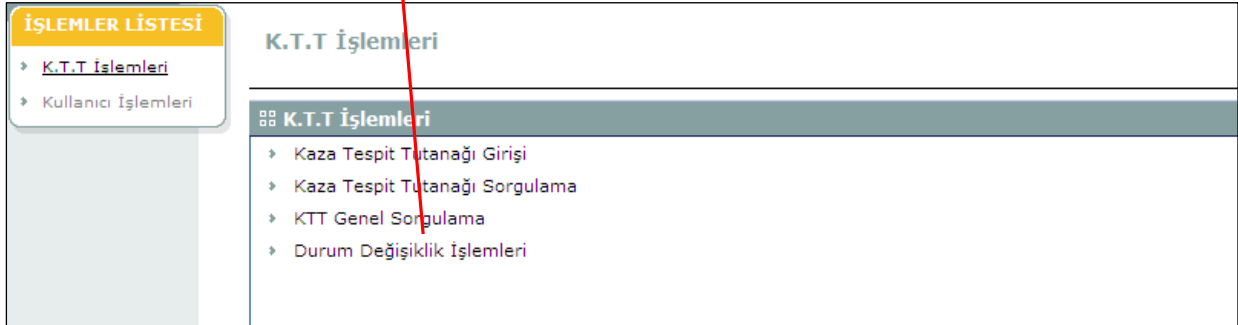 İŞLEMLER LİSTESİ
K.T.T İşlemleri
Kullanıcı İşlemleri
K.T.T İşlemleri
K.T.T İşlemleri
Kaza Tespit Tutanağı Girişi
Kaza Tespit Tutanağı Sorgulama
KTT Genel Sorgulama
Durum Değişiklik İşlemleri